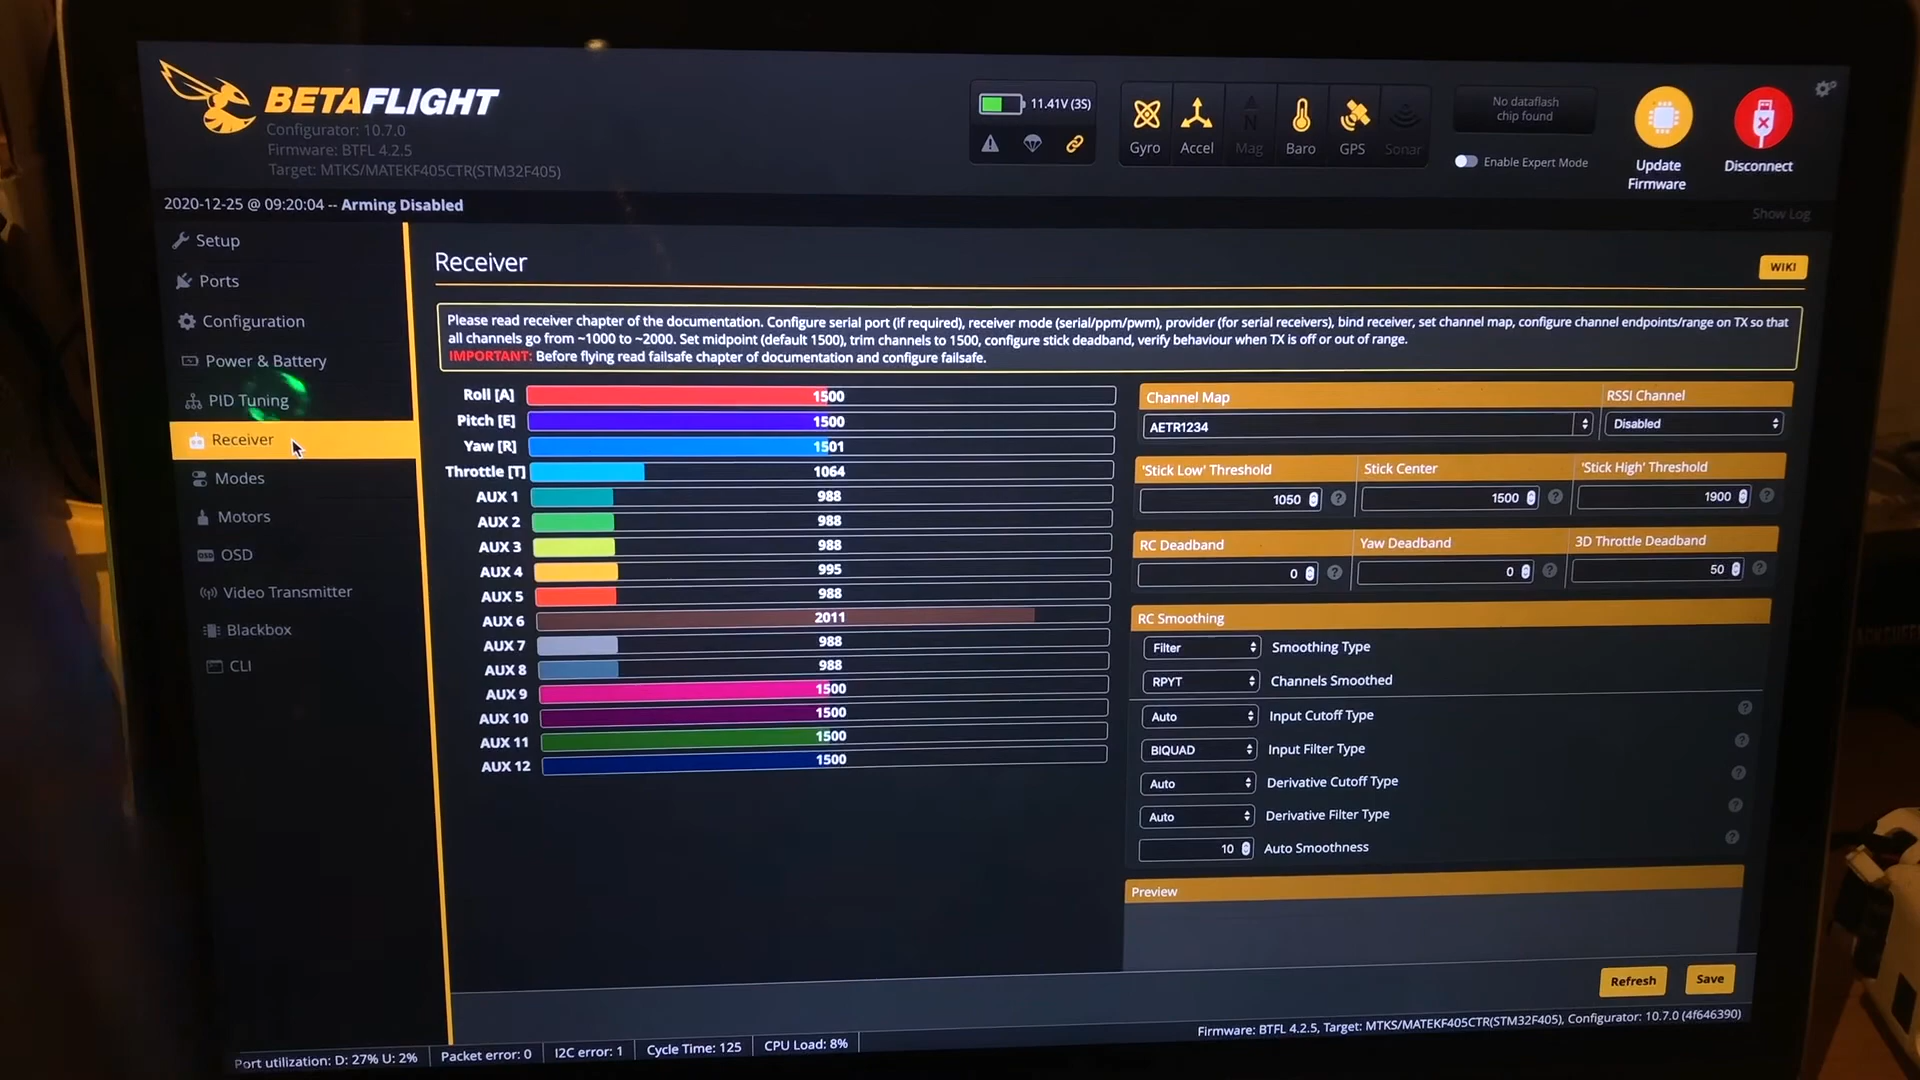 BETAFLIGHT
Configurator: 10.7.0
Firmware: BTFL 4.2.5
Target: MTKS/MATEKF405CTR(STM32F405)
11.41V (3S)
Gyro Accel Mag Baro GPS Sonar
No dataflash
chip found
Enable Expert Mode
Update
Firmware
Disconnect
2020-12-25 @ 09:20:04 -- Arming Disabled
Show Log
Setup
Ports
Configuration
Power & Battery
PID Tuning
Receiver
Modes
Motors
OSD
Video Transmitter
Blackbox
CLI
Receiver
WIKI
Please read receiver chapter of the documentation. Configure serial port (if required), receiver mode (serial/ppm/pwm), provider (for serial receivers), bind receiver, set channel map, configure channel endpoints/range on TX so that
all channels go from ~1000 to ~2000. Set midpoint (default 1500), trim channels to 1500, configure stick deadband, verify behaviour when TX is off or out of range.
IMPORTANT: Before flying read failsafe chapter of documentation and configure failsafe.
Roll [A] 1500
Pitch [E] 1500
Yaw [R] 1501
Throttle [T] 1064
AUX 1 988
AUX 2 988
AUX 3 988
AUX 4 995
AUX 5 988
AUX 6 2011
AUX 7 988
AUX 8 988
AUX 9 1500
AUX 10 1500
AUX 11 1500
AUX 12 1500
Channel Map RSSI Channel
AETR1234 Disabled
'Stick Low' Threshold Stick Center 'Stick High' Threshold
1050 1500 1900
RC Deadband Yaw Deadband 3D Throttle Deadband
0 0 50
RC Smoothing
Filter Smoothing Type
RPYT Channels Smoothed
Auto Input Cutoff Type
BIQUAD Input Filter Type
Auto Derivative Cutoff Type
Auto Derivative Filter Type
10 Auto Smoothness
Preview
Refresh Save
Port utilization: D: 27% U: 2% Packet error: 0 I2C error: 1 Cycle Time: 125 CPU Load: 8%
Firmware: BTFL 4.2.5, Target: MTKS/MATEKF405CTR(STM32F405), Configurator: 10.7.0 (4f646390)